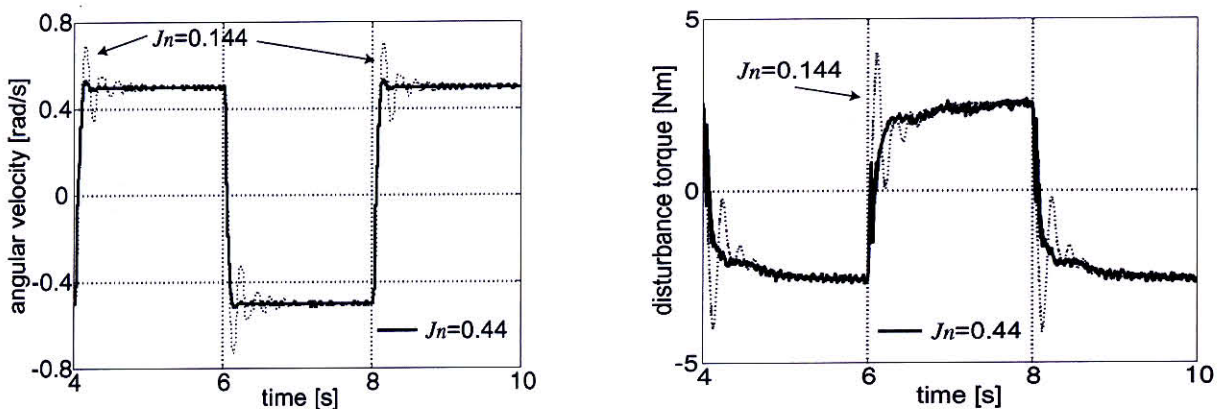 0.8
0.4
0
-0.4
-0.8
angular velocity [rad/s]
Jn=0.144
Jn=0.44
4
6
8
10
time [s]
5
0
-5
disturbance torque [Nm]
Jn=0.144
Jn=0.44
4
6
8
10
time [s]